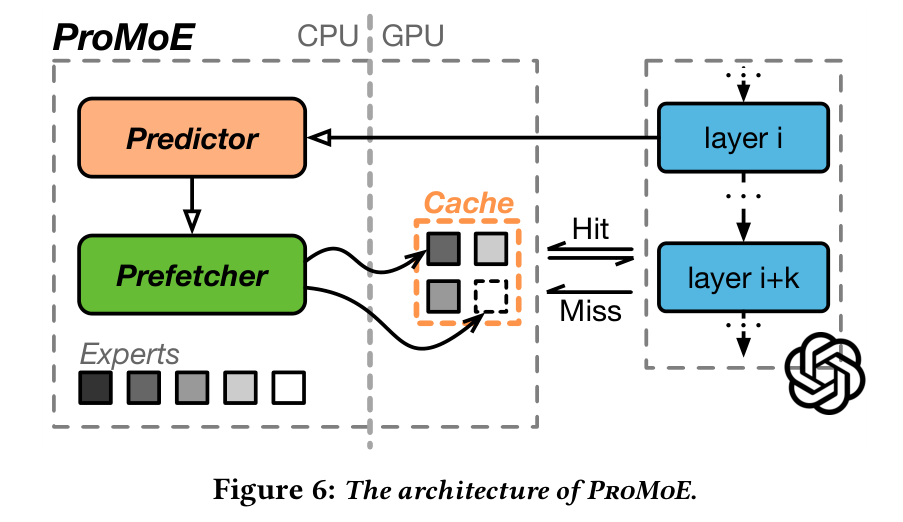 ProMoE
CPU GPU
Predictor
layer i
Cache
Hit
Prefetcher
layer i+k
Miss
Experts
Figure 6: The architecture of PROMOE.